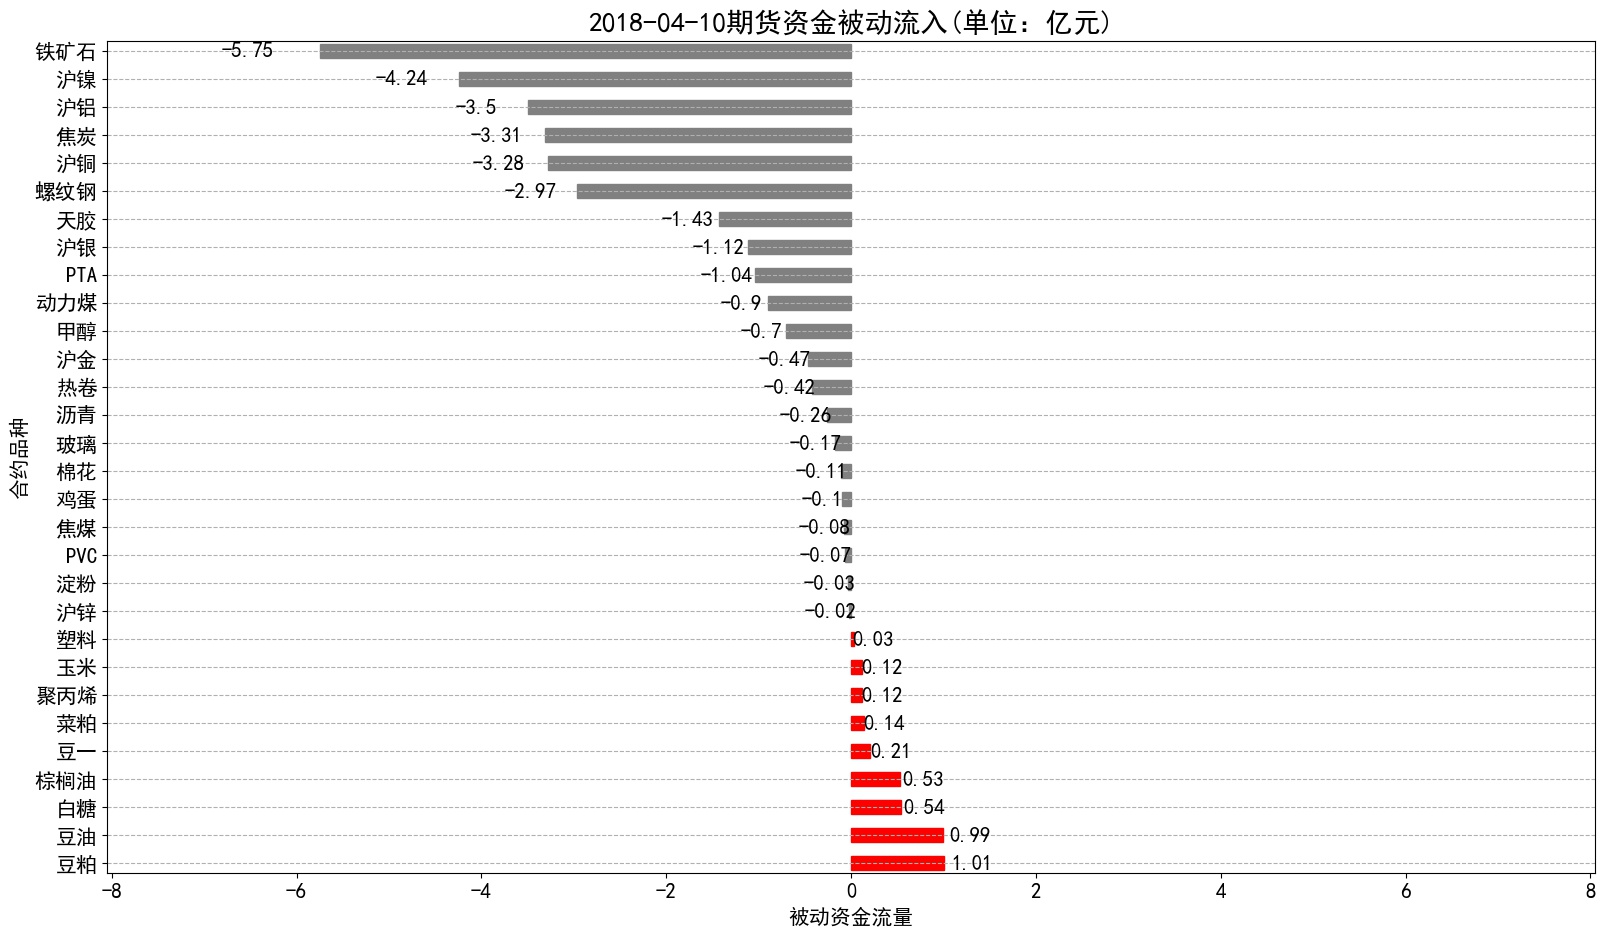 2018-04-10期货资金被动流入(单位：亿元)
铁矿石 -5.75
沪镍 -4.24
沪铝 -3.5
焦炭 -3.31
沪铜 -3.28
螺纹钢 -2.97
天胶 -1.43
沪银 -1.12
PTA -1.04
动力煤 -0.9
甲醇 -0.7
沪金 -0.47
热卷 -0.42
沥青 -0.26
玻璃 -0.17
棉花 -0.11
鸡蛋 -0.1
焦煤 -0.08
PVC -0.07
淀粉 -0.03
沪锌 -0.02
塑料 0.03
玉米 0.12
聚丙烯 0.12
菜粕 0.14
豆一 0.21
棕榈油 0.53
白糖 0.54
豆油 0.99
豆粕 1.01
合约品种
-8 -6 -4 -2 0 2 4 6 8
被动资金流量